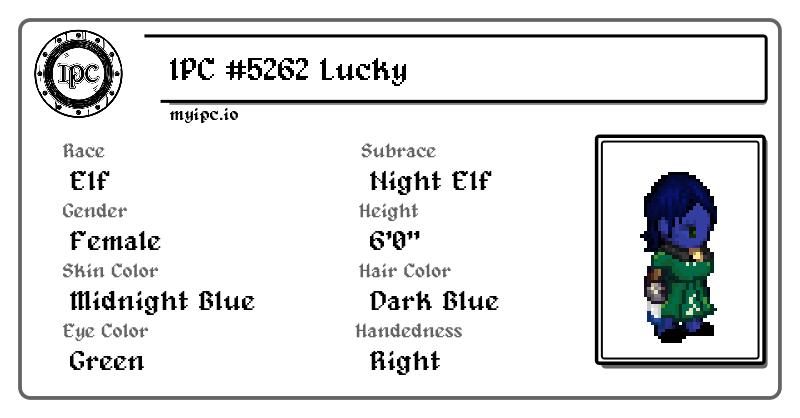 IPC
IPC #5262 Lucky
myipc.io
Race
Subrace
Elf
Night Elf
Gender
Height
Female
6'0"
Skin Color
Hair Color
Midnight Blue
Dark Blue
Eye Color
Handedness
Green
Right